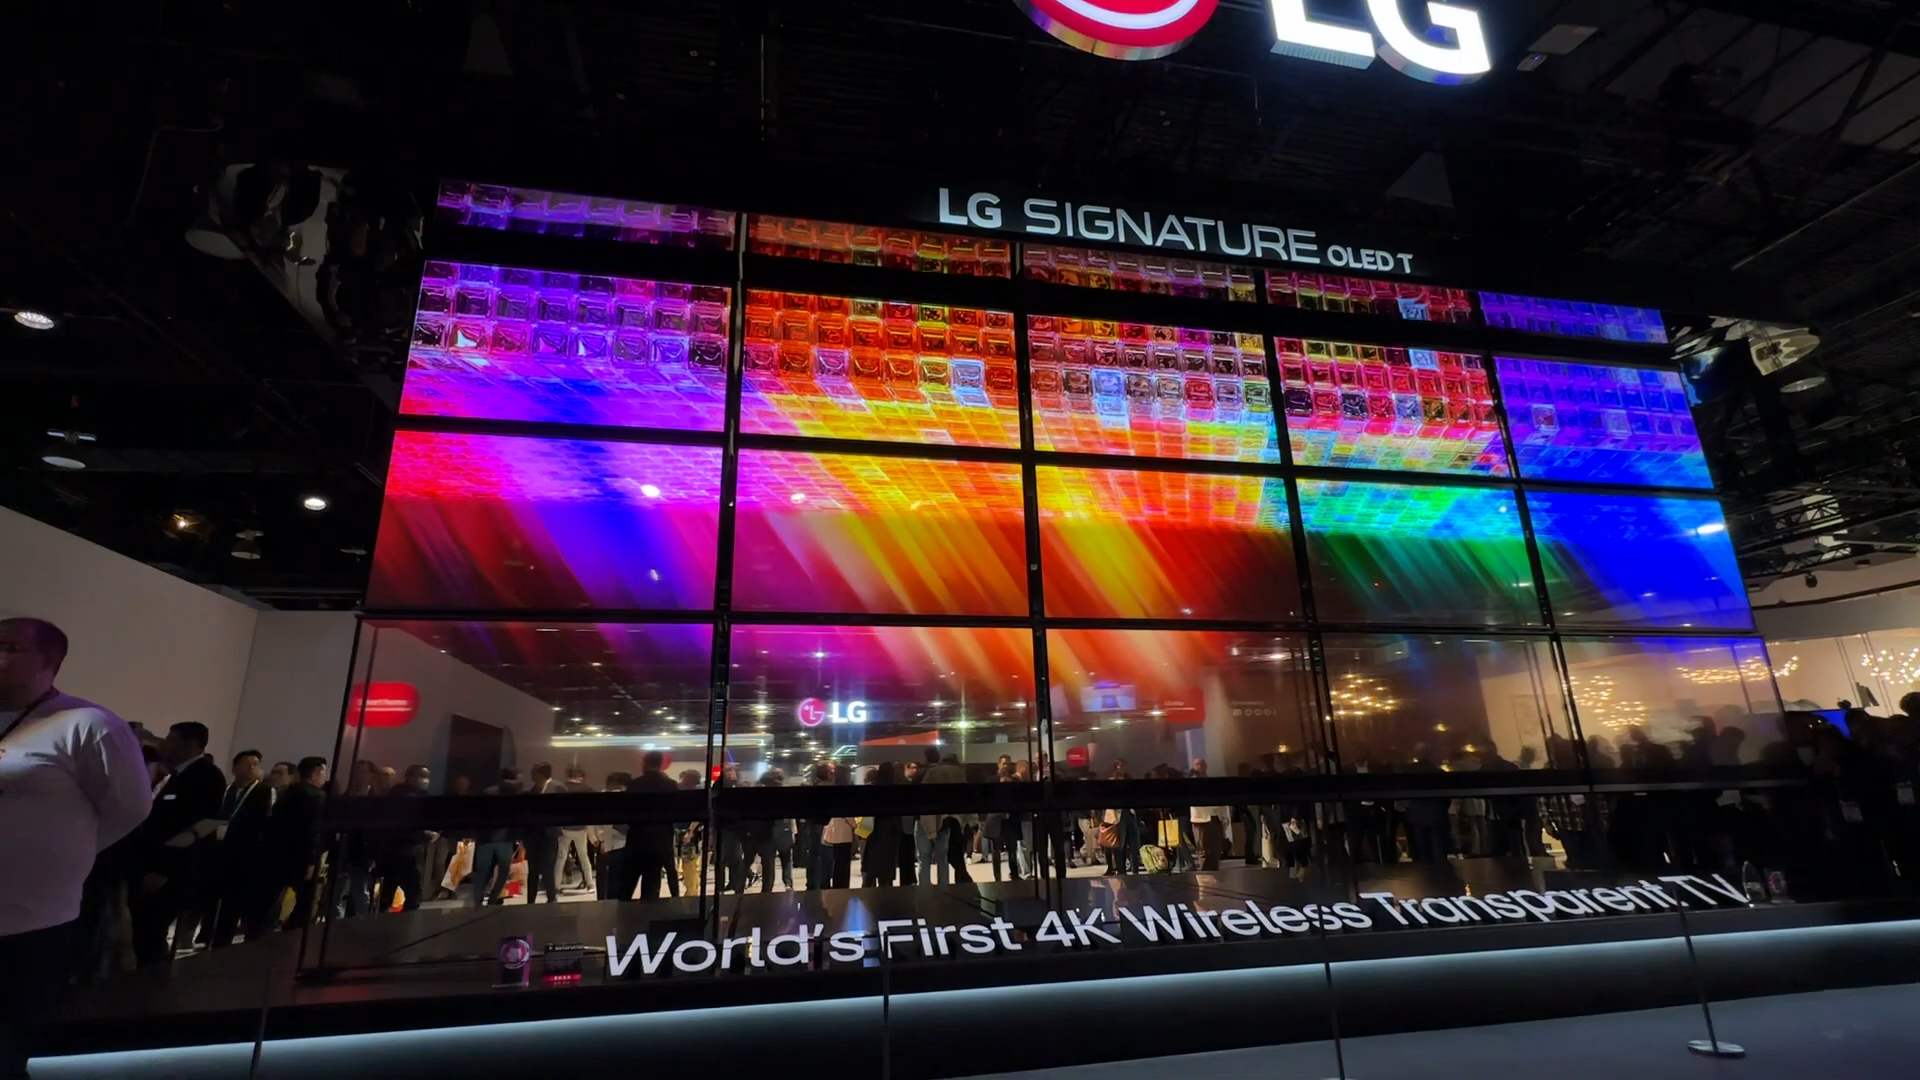 LG
LG SIGNATURE OLED T
LG
World's First 4K Wireless Transparent TV